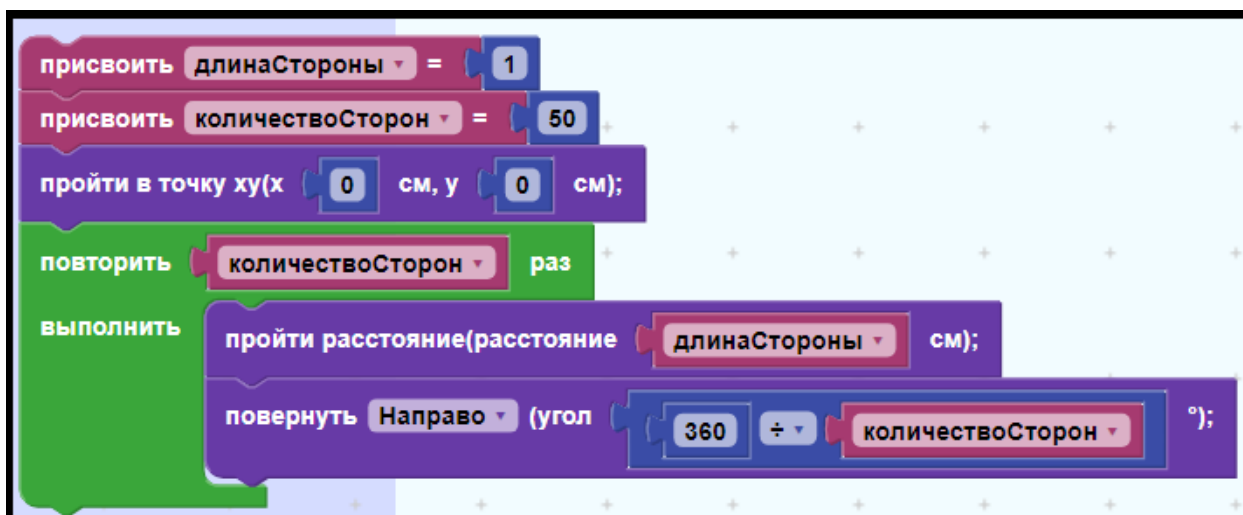 присвоить длинаСтороны = 1
присвоить количествоСторон = 50
пройти в точку xy(x 0 см, y 0 см);
повторить количествоСторон раз
выполнить
пройти расстояние(расстояние длинаСтороны см);
повернуть Направо (угол 360 ÷ количествоСторон °);